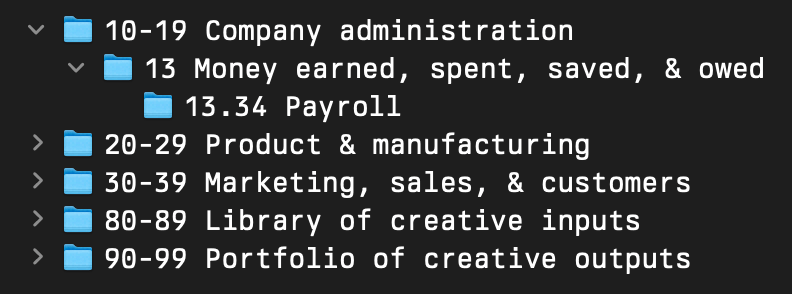 10-19 Company administration
13 Money earned, spent, saved, & owed
13.34 Payroll
20-29 Product & manufacturing
30-39 Marketing, sales, & customers
80-89 Library of creative inputs
90-99 Portfolio of creative outputs